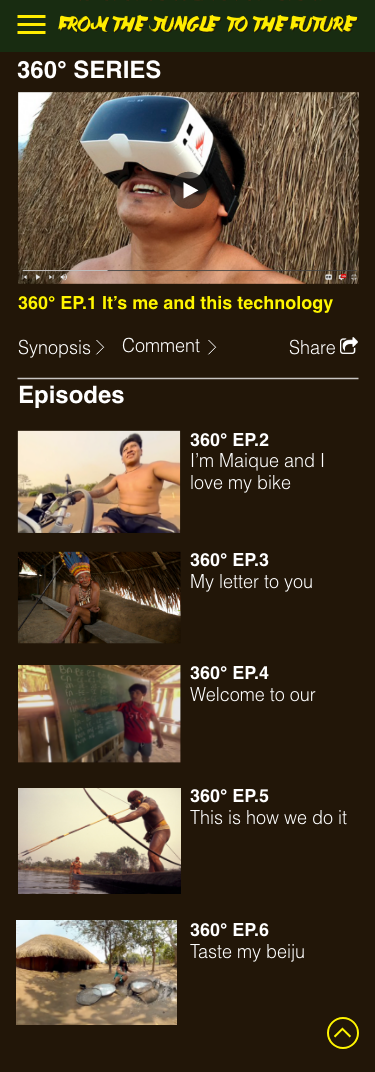 FROM THE JUNGLE TO THE FUTURE
360° SERIES
360° EP.1 It's me and this technology
Synopsis
Comment
Share
Episodes
360° EP.2
I'm Maique and I
love my bike
360° EP.3
My letter to you
360° EP.4
Welcome to our
360° EP.5
This is how we do it
360° EP.6
Taste my beiju